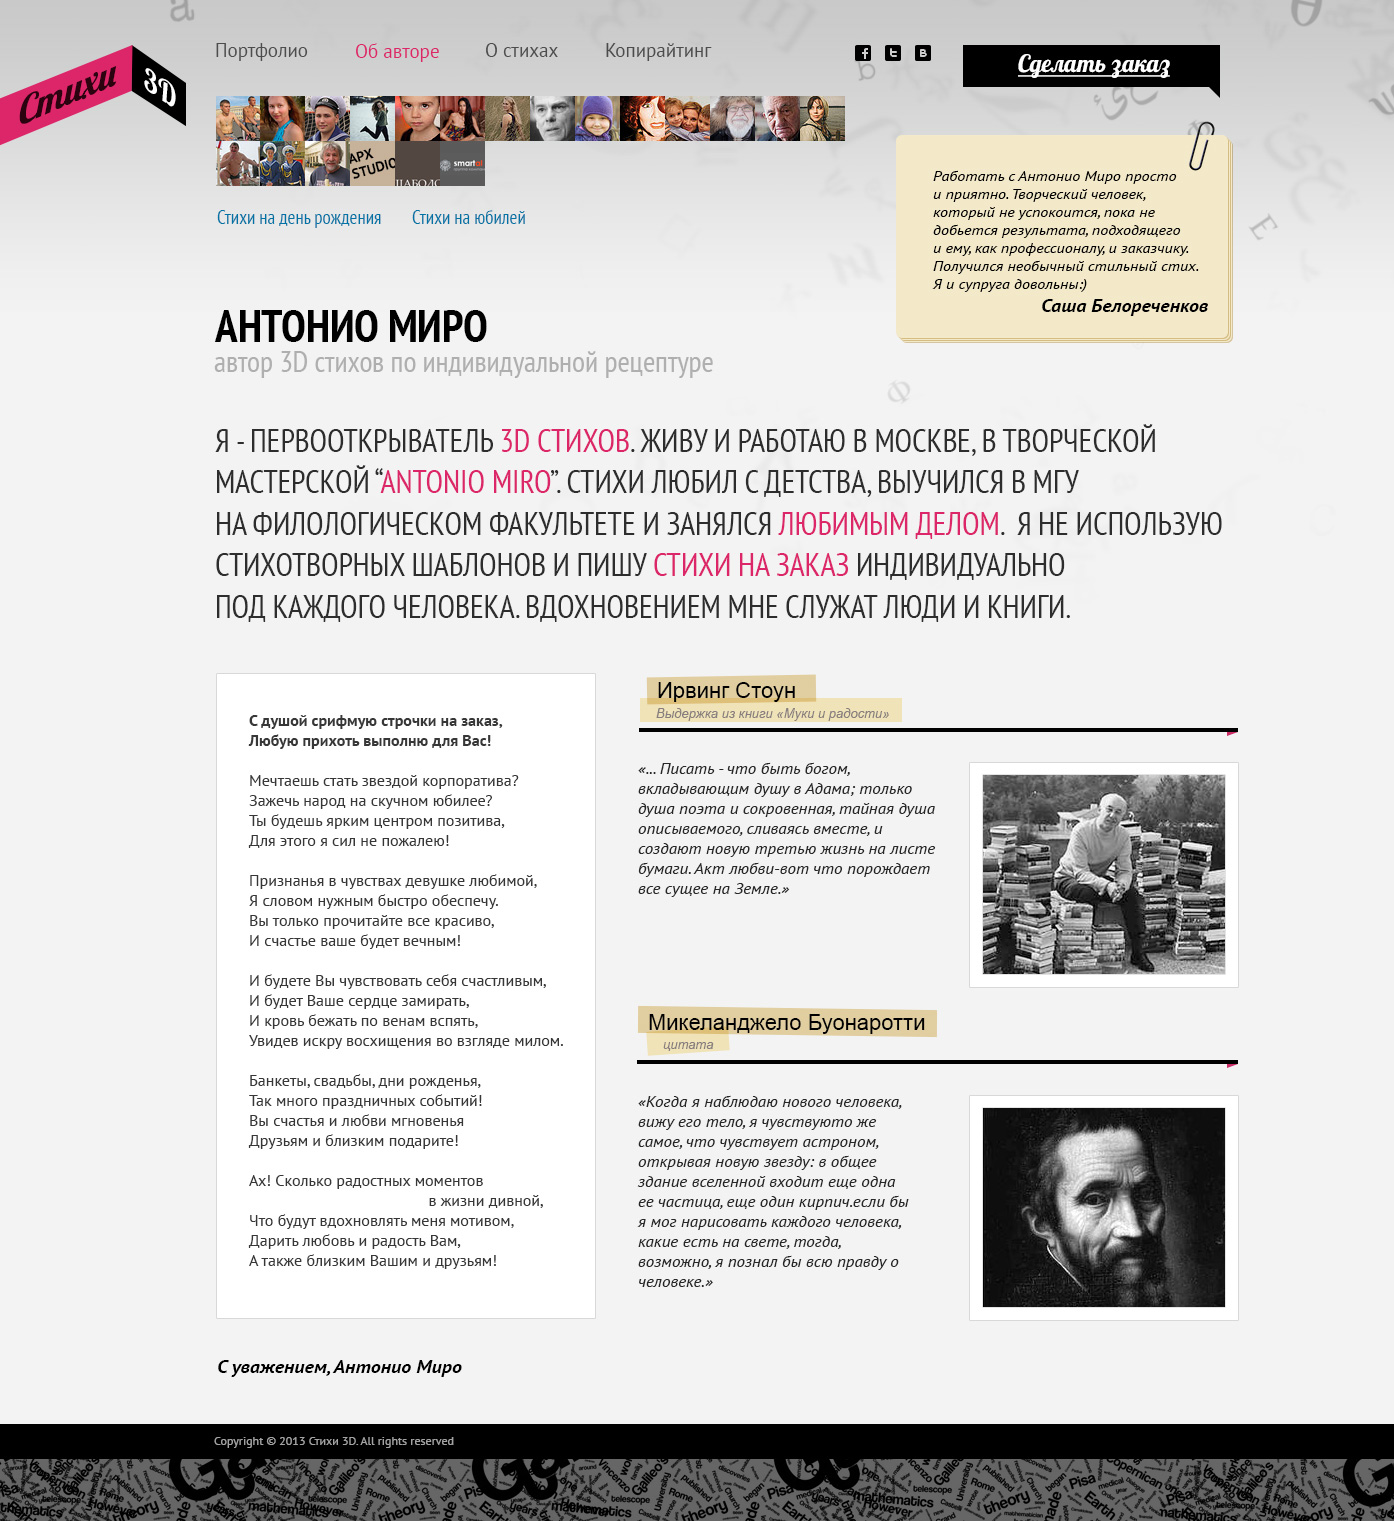 Стихи 3D
Портфолио
Об авторе
О стихах
Копирайтинг
Сделать заказ
АРХ
STUDIO
smart
Стихи на день рождения
Стихи на юбилей
Работать с Антонио Миро просто
и приятно. Творческий человек,
который не успокоится, пока не
добьется результата, подходящего
и ему, как профессионалу, и заказчику.
Получился необычный стильный стих.
Я и супруга довольны:)
Саша Белореченков
АНТОНИО МИРО
автор 3D стихов по индивидуальной рецептуре
Я - ПЕРВООТКРЫВАТЕЛЬ 3D СТИХОВ. ЖИВУ И РАБОТАЮ В МОСКВЕ, В ТВОРЧЕСКОЙ
МАСТЕРСКОЙ “ANTONIO MIRO”. СТИХИ ЛЮБИЛ С ДЕТСТВА, ВЫУЧИЛСЯ В МГУ
НА ФИЛОЛОГИЧЕСКОМ ФАКУЛЬТЕТЕ И ЗАНЯЛСЯ ЛЮБИМЫМ ДЕЛОМ. Я НЕ ИСПОЛЬЗУЮ
СТИХОТВОРНЫХ ШАБЛОНОВ И ПИШУ СТИХИ НА ЗАКАЗ ИНДИВИДУАЛЬНО
ПОД КАЖДОГО ЧЕЛОВЕКА. ВДОХНОВЕНИЕМ МНЕ СЛУЖАТ ЛЮДИ И КНИГИ.
С душой срифмую строчки на заказ,
Любую прихоть выполню для Вас!
Мечтаешь стать звездой корпоратива?
Зажечь народ на скучном юбилее?
Ты будешь ярким центром позитива,
Для этого я сил не пожалею!
Признанья в чувствах девушке любимой,
Я словом нужным быстро обеспечу.
Вы только прочитайте все красиво,
И счастье ваше будет вечным!
И будете Вы чувствовать себя счастливым,
И будет Ваше сердце замирать,
И кровь бежать по венам вспять,
Увидев искру восхищения во взгляде милом.
Банкеты, свадьбы, дни рожденья,
Так много праздничных событий!
Вы счастья и любви мгновенья
Друзьям и близким подарите!
Ах! Сколько радостных моментов
в жизни дивной,
Что будут вдохновлять меня мотивом,
Дарить любовь и радость Вам,
А также близким Вашим и друзьям!
Ирвинг Стоун
Выдержка из книги «Муки и радости»
«... Писать - что быть богом,
вкладывающим душу в Адама; только
душа поэта и сокровенная, тайная душа
описываемого, сливаясь вместе, и
создают новую третью жизнь на листе
бумаги. Акт любви-вот что порождает
все сущее на Земле.»
Микеланджело Буонаротти
цитата
«Когда я наблюдаю нового человека,
вижу его тело, я чувствуюто же
самое, что чувствует астроном,
открывая новую звезду: в общее
здание вселенной входит еще одна
ее частица, еще один кирпич.если бы
я мог нарисовать каждого человека,
какие есть на свете, тогда,
возможно, я познал бы всю правду о
человеке.»
С уважением, Антонио Миро
Copyright © 2013 Стихи 3D. All rights reserved